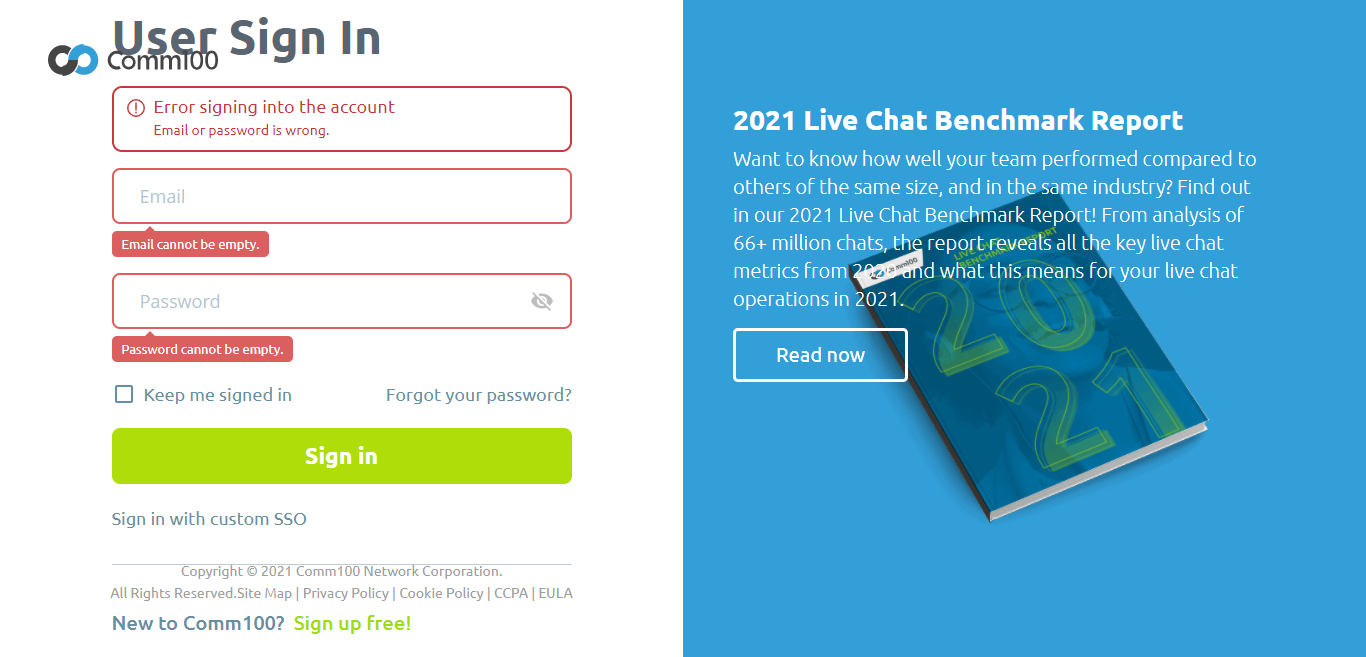 User Sign In
Comm100
Error signing into the account
Email or password is wrong.
Email
Email cannot be empty.
Password
Password cannot be empty.
Keep me signed in
Forgot your password?
Sign in
Sign in with custom SSO
Copyright © 2021 Comm100 Network Corporation.
All Rights Reserved.Site Map | Privacy Policy | Cookie Policy | CCPA | EULA
New to Comm100? Sign up free!
2021 Live Chat Benchmark Report
Want to know how well your team performed compared to
others of the same size, and in the same industry? Find out
in our 2021 Live Chat Benchmark Report! From analysis of
66+ million chats, the report reveals all the key live chat
metrics from 2020 and what this means for your live chat
operations in 2021.
Read now
Comm100
LIVE CHAT
BENCHMARK REPORT
20
21